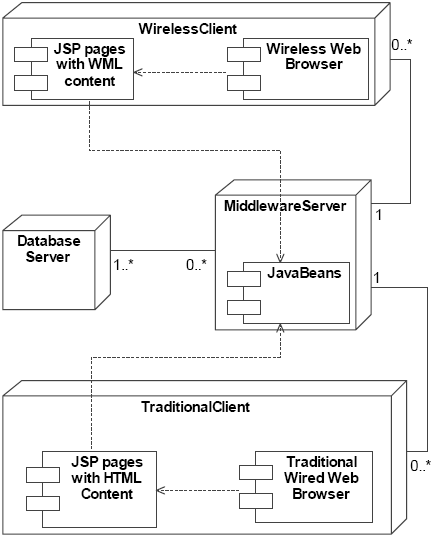 WirelessClient
JSP pages
with WML
content
Wireless Web
Browser
0..*
MiddlewareServer
1
Database
Server
1..*
0..*
JavaBeans
1
TraditionalClient
JSP pages
with HTML
Content
Traditional
Wired Web
Browser
0..*